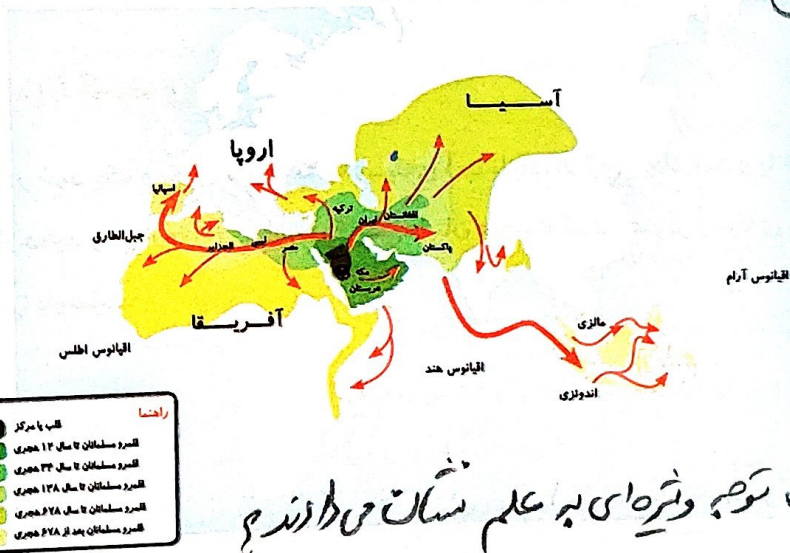 آسیا
اروپا
اسپانیا
ترکیه
ایران
افغانستان
پاکستان
جبل‌الطارق
الجزایر
لیبی
مصر
مکه
عربستان
آفریقا
اقیانوس اطلس
اقیانوس هند
اقیانوس آرام
مالزی
اندونزی
راهنما
قلب یا مرکز
قلمرو مسلمانان تا سال ۱۲ هجری
قلمرو مسلمانان تا سال ۳۴ هجری
قلمرو مسلمانان تا سال ۱۳۸ هجری
قلمرو مسلمانان تا سال ۶۷۸ هجری
قلمرو مسلمانان بعد از ۶۷۸ هجری
توجه ویژه‌ای به علم نشان می‌دادند؟